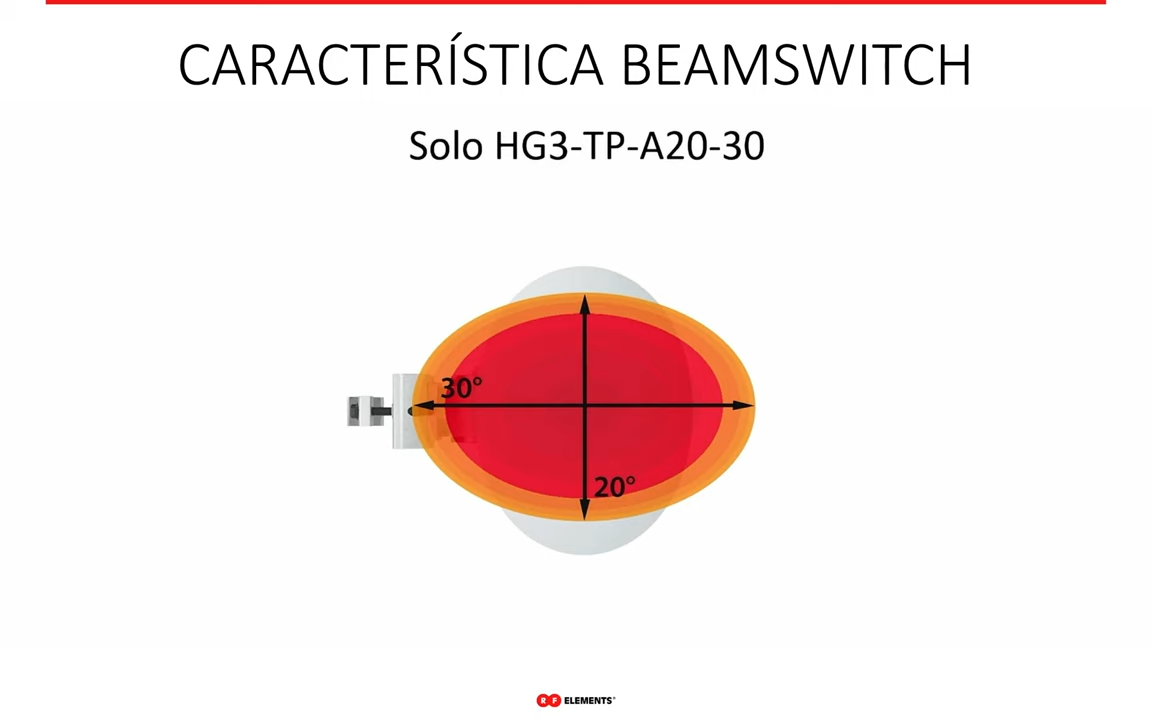 CARACTERÍSTICA BEAMSWITCH
Solo HG3-TP-A20-30
30°
20°
RF ELEMENTS®